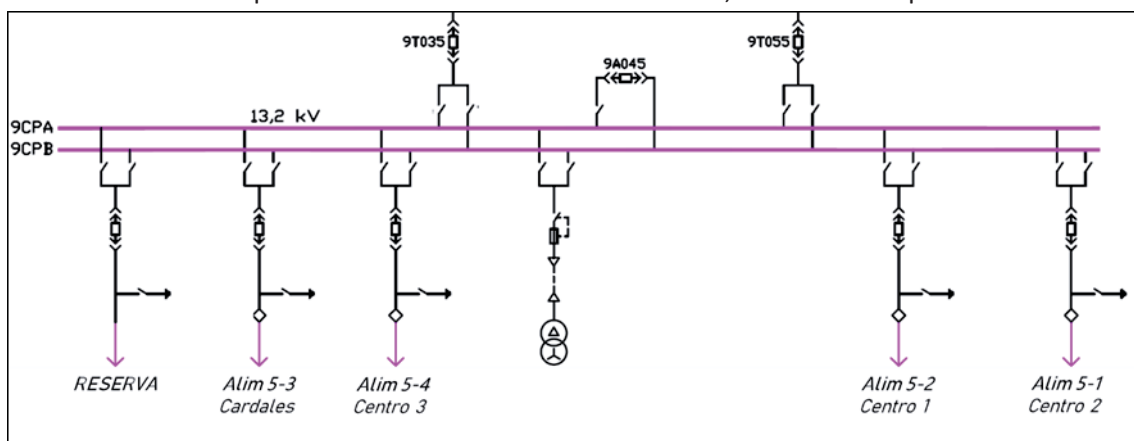 9T035
9T055
9A045
13,2 kV
9CPA
9CPB
RESERVA
Alim 5-3
Cardales
Alim 5-4
Centro 3
Alim 5-2
Centro 1
Alim 5-1
Centro 2